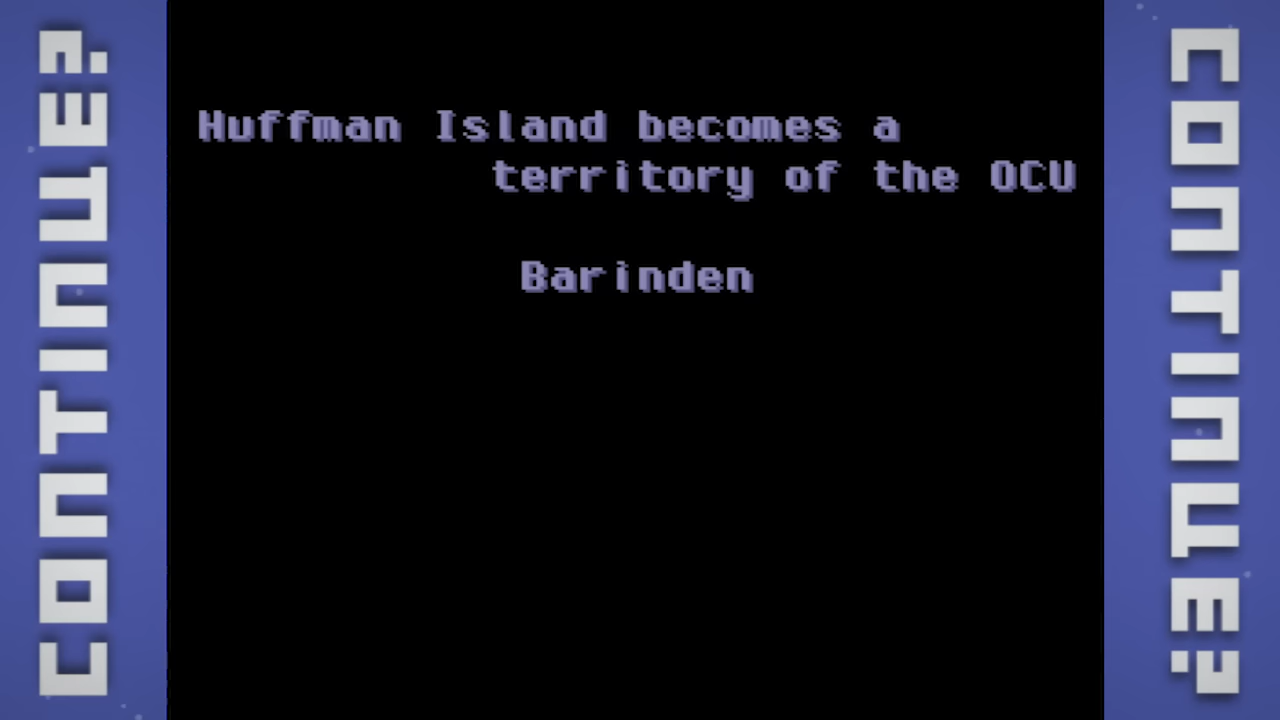 CONTINUE?
Huffman Island becomes a
territory of the OCU
Barinden
CONTINUE?